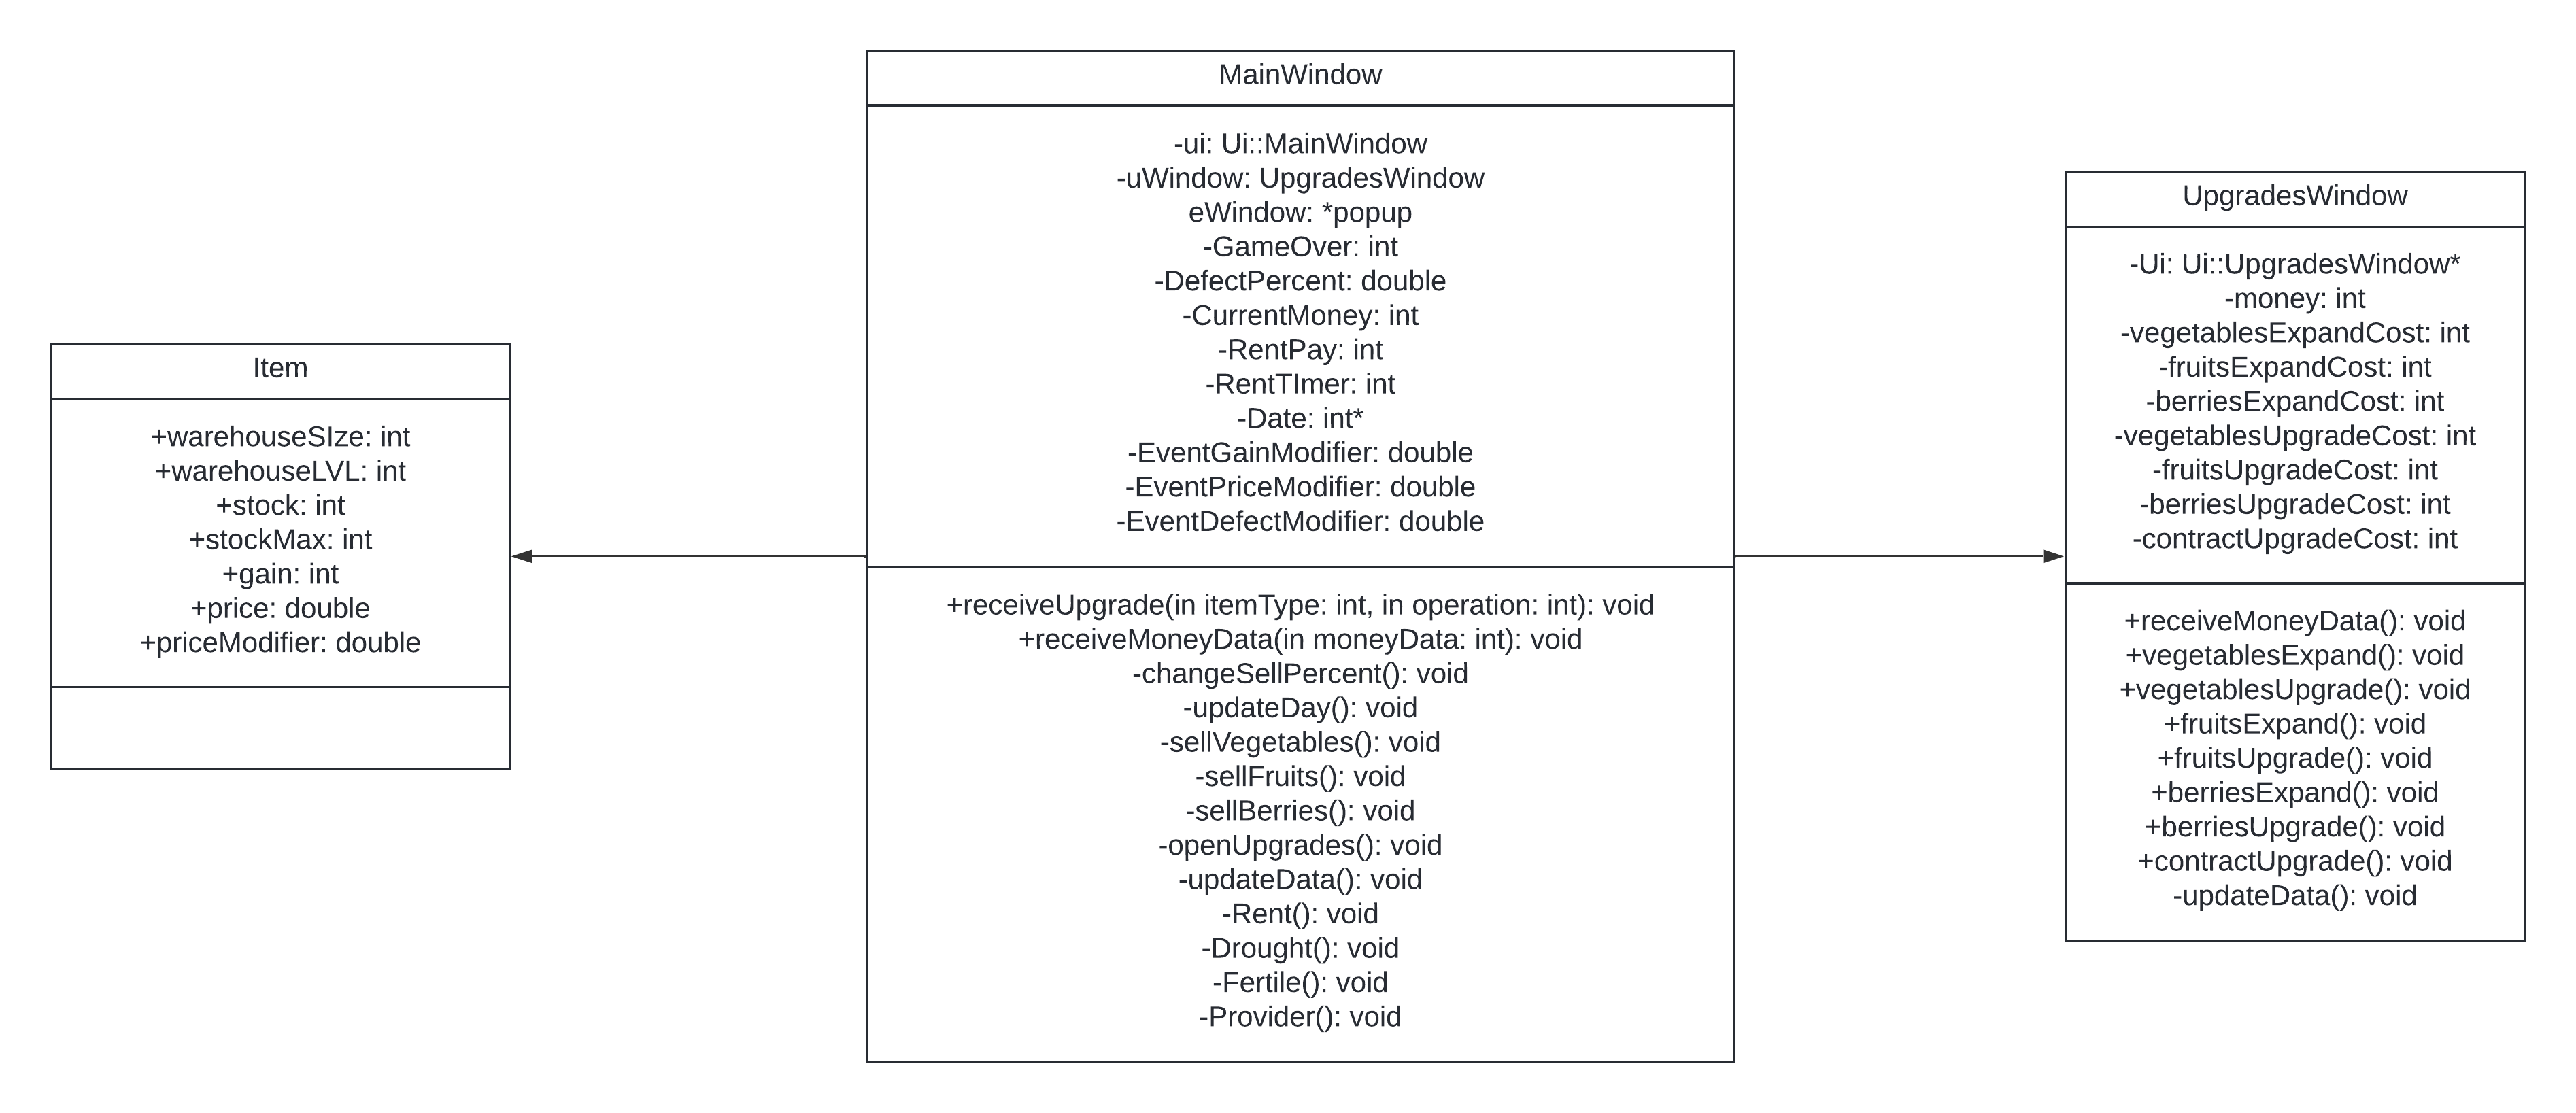 Item
+warehouseSIze: int
+warehouseLVL: int
+stock: int
+stockMax: int
+gain: int
+price: double
+priceModifier: double
MainWindow
-ui: Ui::MainWindow
-uWindow: UpgradesWindow
eWindow: *popup
-GameOver: int
-DefectPercent: double
-CurrentMoney: int
-RentPay: int
-RentTImer: int
-Date: int*
-EventGainModifier: double
-EventPriceModifier: double
-EventDefectModifier: double
+receiveUpgrade(in itemType: int, in operation: int): void
+receiveMoneyData(in moneyData: int): void
-changeSellPercent(): void
-updateDay(): void
-sellVegetables(): void
-sellFruits(): void
-sellBerries(): void
-openUpgrades(): void
-updateData(): void
-Rent(): void
-Drought(): void
-Fertile(): void
-Provider(): void
UpgradesWindow
-Ui: Ui::UpgradesWindow*
-money: int
-vegetablesExpandCost: int
-fruitsExpandCost: int
-berriesExpandCost: int
-vegetablesUpgradeCost: int
-fruitsUpgradeCost: int
-berriesUpgradeCost: int
-contractUpgradeCost: int
+receiveMoneyData(): void
+vegetablesExpand(): void
+vegetablesUpgrade(): void
+fruitsExpand(): void
+fruitsUpgrade(): void
+berriesExpand(): void
+berriesUpgrade(): void
+contractUpgrade(): void
-updateData(): void